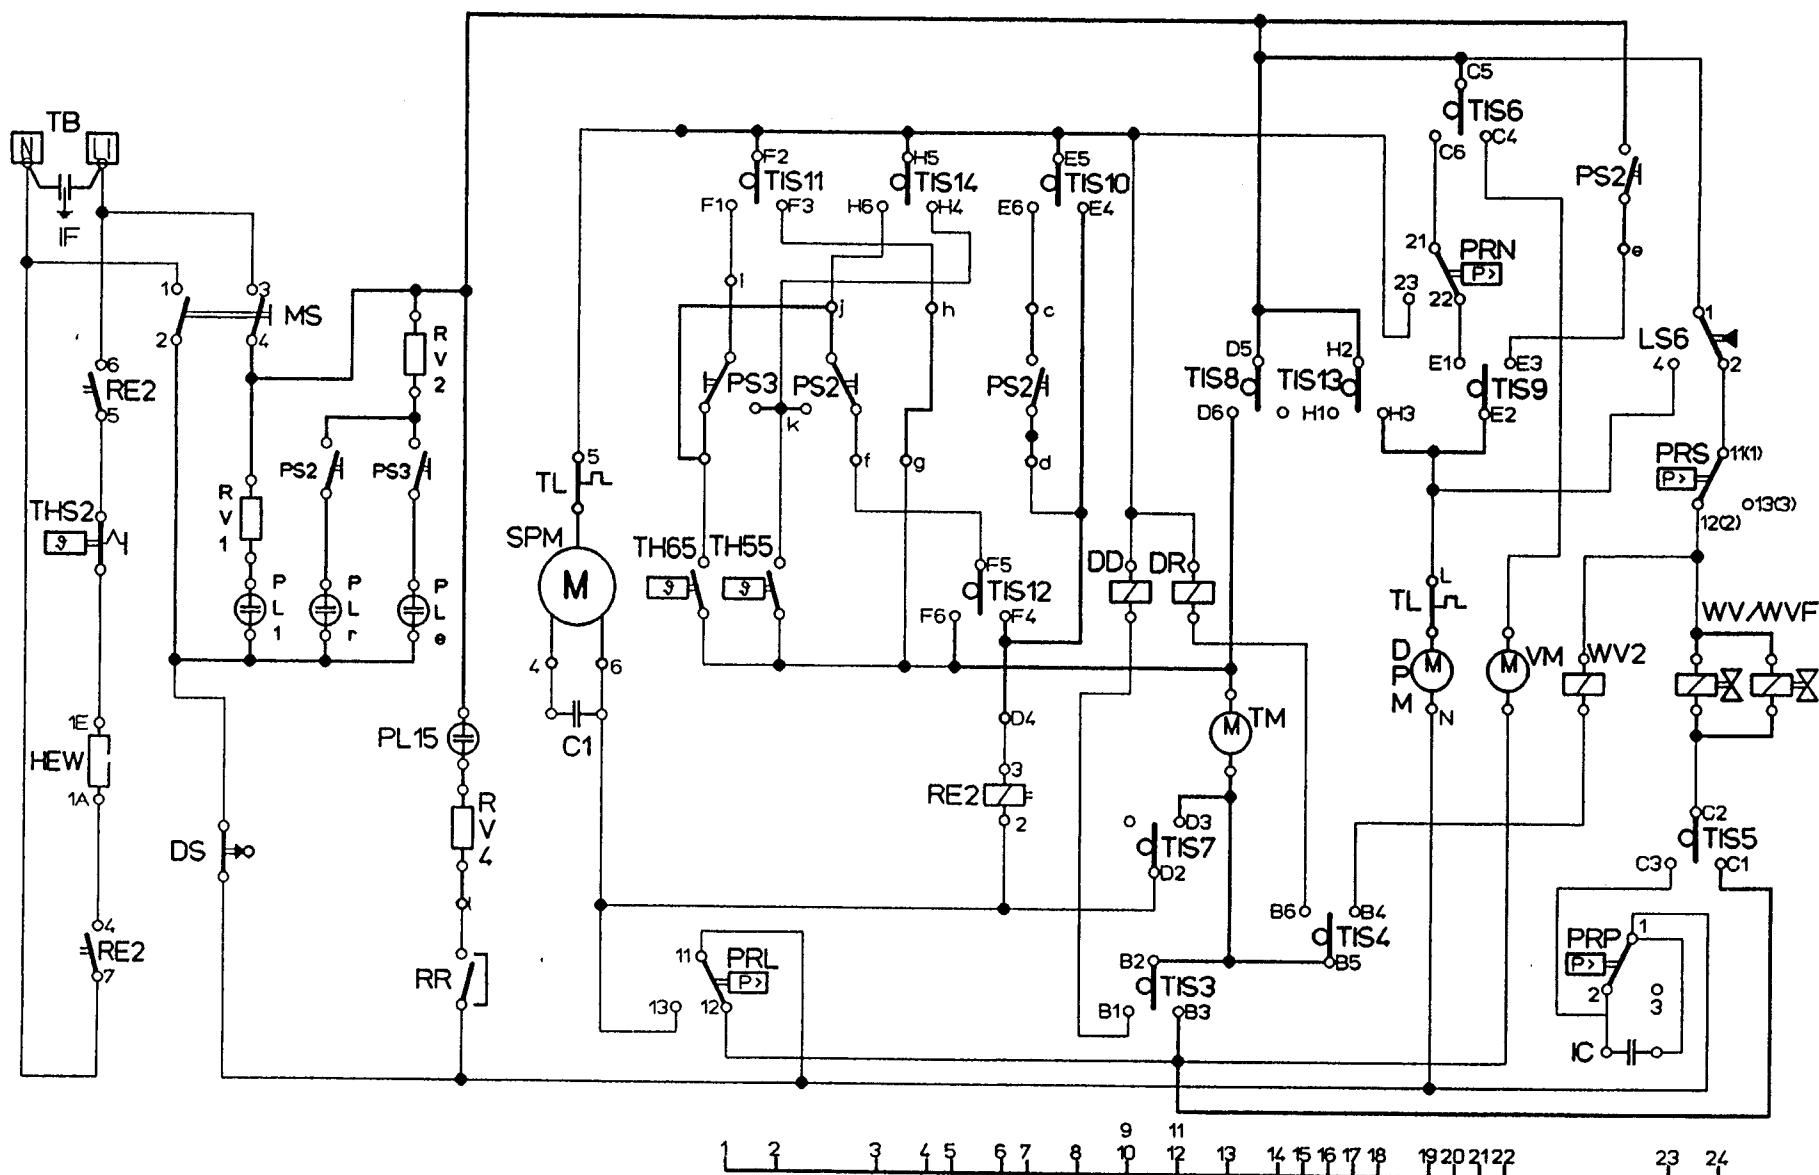 TB
N
L1
IF
1
3
MS
2
4
6
RE2
5
THS2
ϑ
1E
HEW
1A
4
RE2
7
DS
R
V
1
P
L
1
PS2
P
L
r
R
V
2
PS3
P
L
e
PL15
R
V
4
RR
5
TL
SPM
M
4
6
C1
F2
TIS11
F1
F3
H5
TIS14
H6
H4
E5
TIS10
E6
E4
i
j
h
c
PS3
PS2
PS2
k
f
g
d
TH65
TH55
ϑ
ϑ
F5
TIS12
F6
F4
DD
DR
D4
3
RE2
2
TM
M
D3
TIS7
D2
11
PRL
P>
13
12
B2
TIS3
B1
B3
B6
B4
TIS4
B5
C5
TIS6
C6
C4
PS2
e
21
PRN
P>
23
22
D5
TIS8
D6
H2
TIS13
H1
H3
E1
E3
TIS9
E2
1
LS6
4
2
PRS
P>
11(1)
12(2)
13(3)
L
TL
D
P
M
M
N
M
VM
WV2
WV/WVF
C2
TIS5
C3
C1
PRP
P>
1
2
3
IC
9
11
1
2
3
4
5
6
7
8
10
12
13
14
15
16
17
18
19
20
21
22
23
24